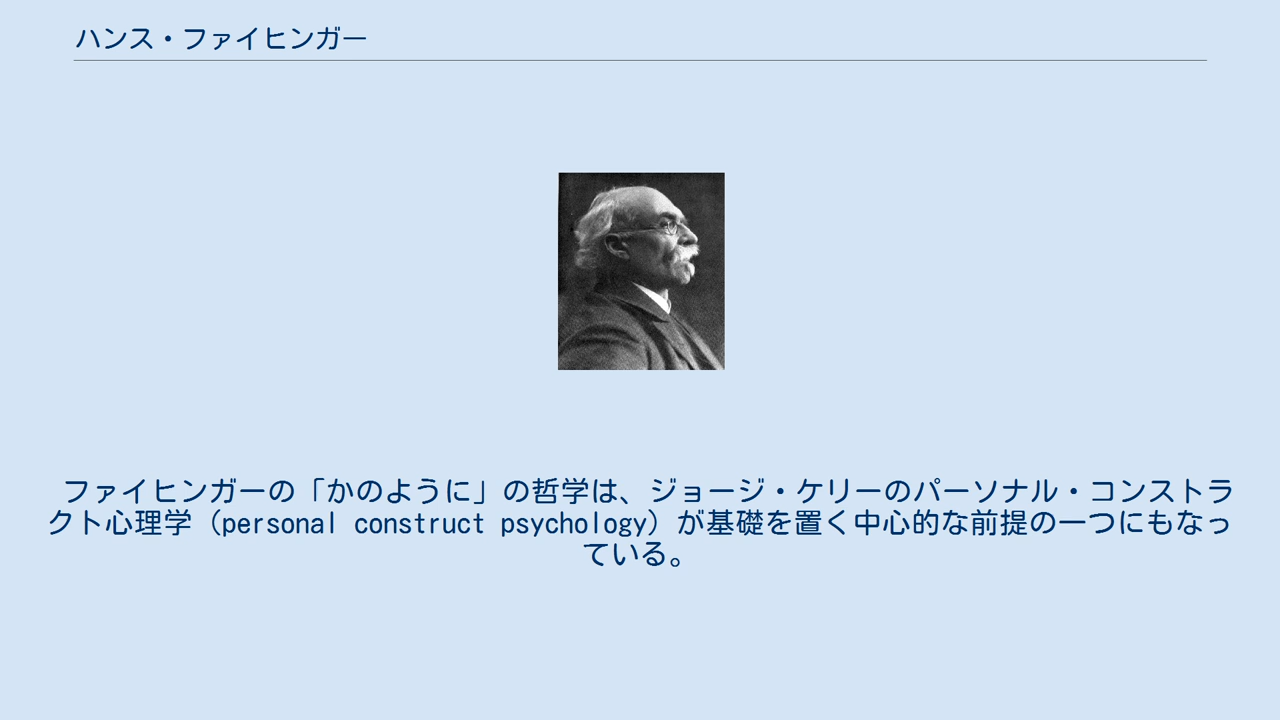 ハンス・ファイヒンガー
ファイヒンガーの「かのように」の哲学は、ジョージ・ケリーのパーソナル・コンストラ
クト心理学（personal construct psychology）が基礎を置く中心的な前提の一つにもなっ
ている。